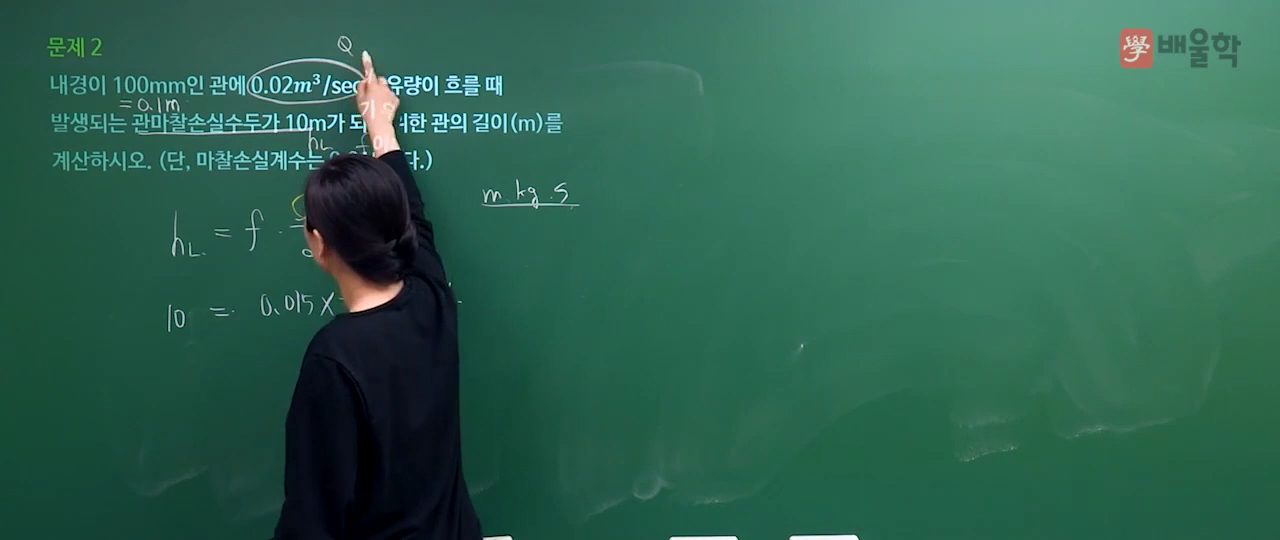 문제 2
Q
學 배울학
내경이 100mm인 관에 0.02m³/sec 유량이 흐를 때
= 0.1m
발생되는 관마찰손실수두가 10m가 되 위한 관의 길이(m)를
hL f
계산하시오. (단, 마찰손실계수는 다.)
m.kg.s
hL = f ·
10 = 0.015×